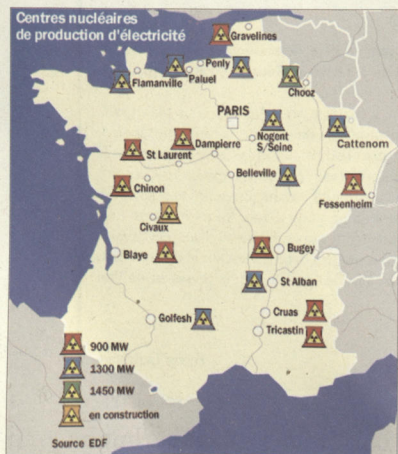 Centres nucléaires
de production d'électricité
Gravelines
Penly
Paluel
Flamanville
Chooz
PARIS
Nogent
S/Seine
Cattenom
Dampierre
St Laurent
Belleville
Chinon
Fessenheim
Civaux
Bugey
Blaye
St Alban
Golfesh
Cruas
Tricastin
900 MW
1300 MW
1450 MW
en construction
Source EDF